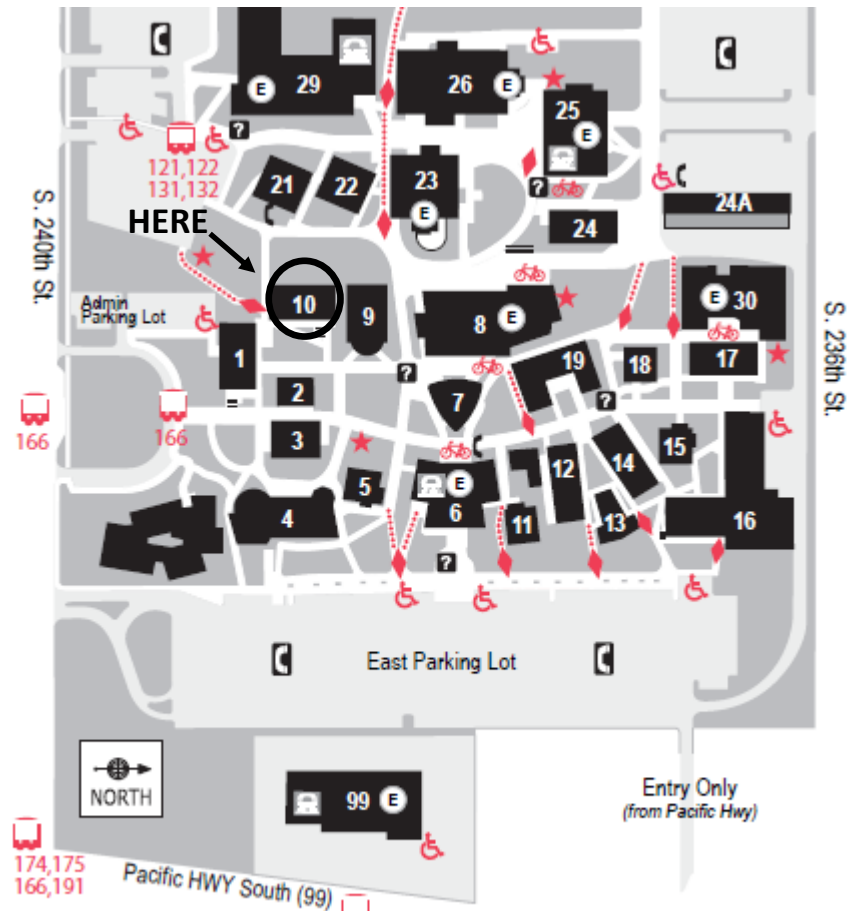 29
E
26
E
25
E
?
121,122
131,132
21
22
23
E
?
24
24A
HERE
S. 240th St.
10
9
8
E
E
30
Admin
Parking Lot
1
2
?
19
18
17
S. 236th St.
7
?
166
166
3
5
E
6
12
14
15
4
11
13
16
?
East Parking Lot
NORTH
99
E
Entry Only
(from Pacific Hwy)
174,175
166,191
Pacific HWY South (99)